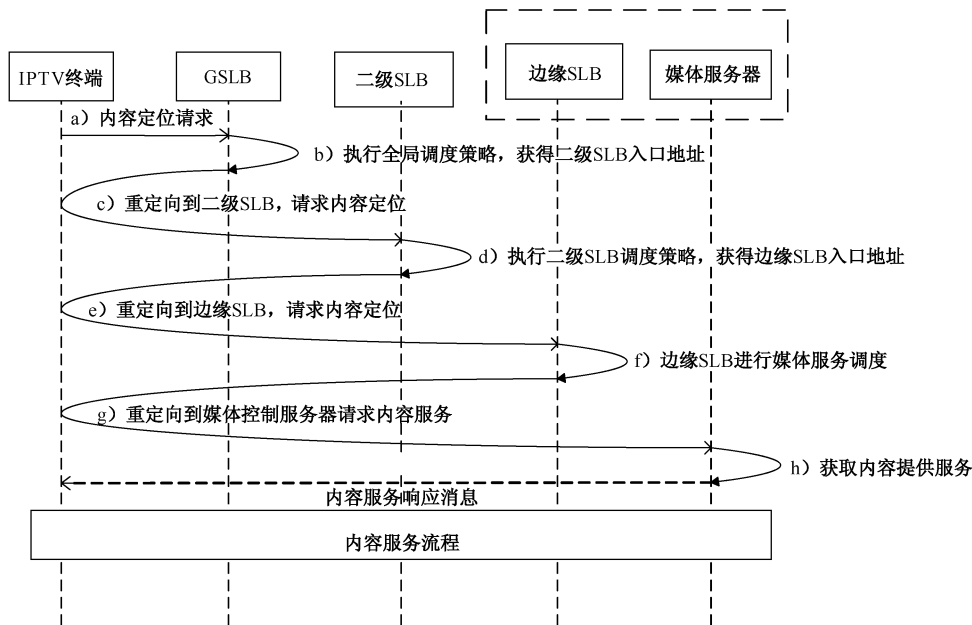 IPTV终端
GSLB
二级SLB
边缘SLB
媒体服务器
a）内容定位请求
b）执行全局调度策略，获得二级SLB入口地址
c）重定向到二级SLB，请求内容定位
d）执行二级SLB调度策略，获得边缘SLB入口地址
e）重定向到边缘SLB，请求内容定位
f）边缘SLB进行媒体服务调度
g）重定向到媒体控制服务器请求内容服务
h）获取内容提供服务
内容服务响应消息
内容服务流程